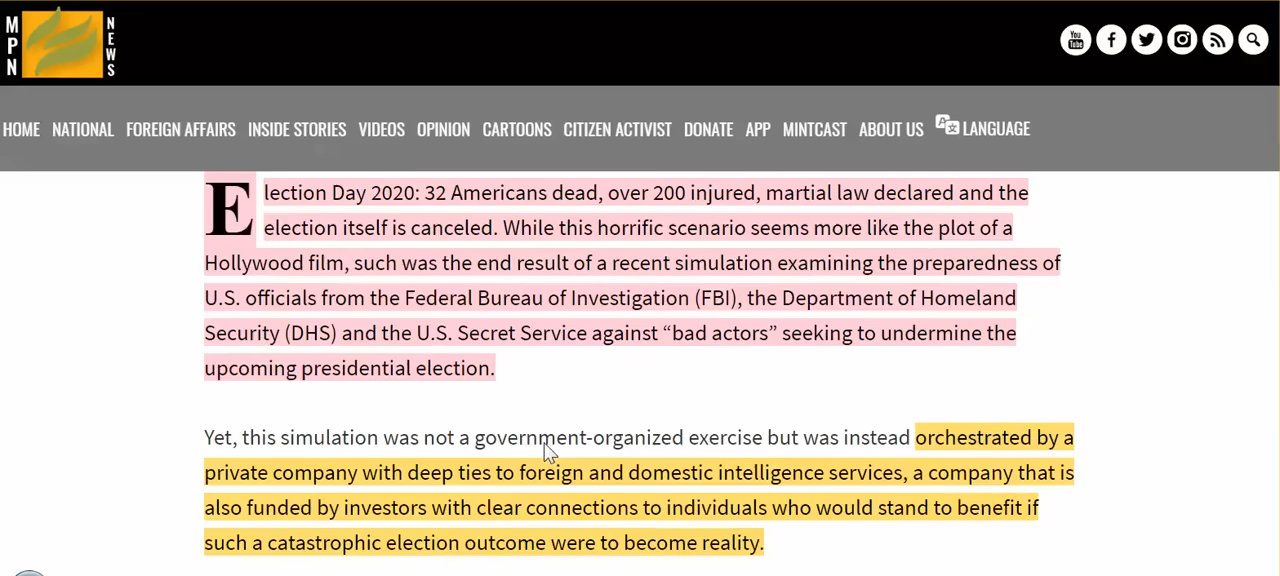 MPN NEWS
HOME NATIONAL FOREIGN AFFAIRS INSIDE STORIES VIDEOS OPINION CARTOONS CITIZEN ACTIVIST DONATE APP MINTCAST ABOUT US LANGUAGE
Election Day 2020: 32 Americans dead, over 200 injured, martial law declared and the
election itself is canceled. While this horrific scenario seems more like the plot of a
Hollywood film, such was the end result of a recent simulation examining the preparedness of
U.S. officials from the Federal Bureau of Investigation (FBI), the Department of Homeland
Security (DHS) and the U.S. Secret Service against “bad actors” seeking to undermine the
upcoming presidential election.
Yet, this simulation was not a government-organized exercise but was instead orchestrated by a
private company with deep ties to foreign and domestic intelligence services, a company that is
also funded by investors with clear connections to individuals who would stand to benefit if
such a catastrophic election outcome were to become reality.